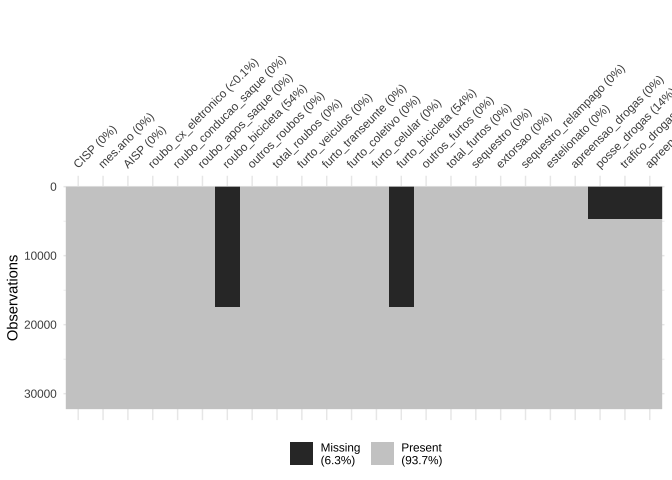 CISP (0%)
mes.ano (0%)
AISP (0%)
roubo_cx_eletronico (<0.1%)
roubo_conducao_saque (0%)
roubo_apos_saque (0%)
roubo_bicicleta (54%)
outros_roubos (0%)
total_roubos (0%)
furto_veiculos (0%)
furto_transeunte (0%)
furto_coletivo (0%)
furto_celular (0%)
furto_bicicleta (54%)
outros_furtos (0%)
total_furtos (0%)
sequestro (0%)
extorsao (0%)
sequestro_relampago (0%)
estelionato (0%)
apreensao_drogas (0%)
posse_drogas (14%
trafico_drogas
apreen
0
10000
20000
30000
Observations
Missing
(6.3%)
Present
(93.7%)